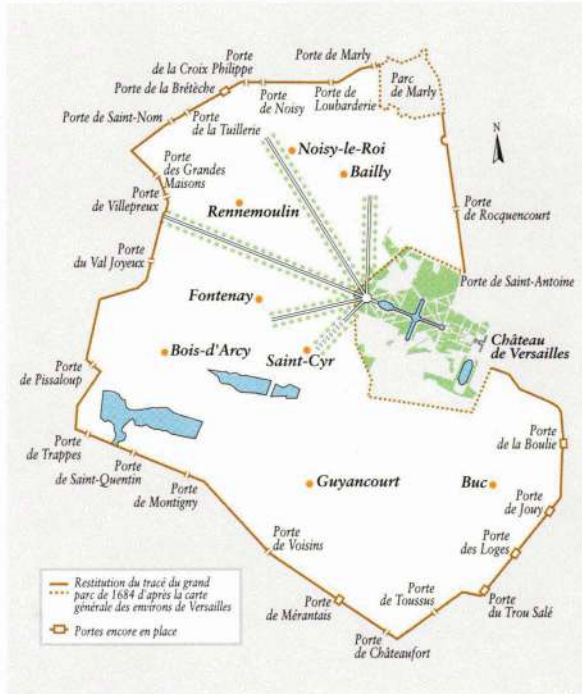 Porte
de la Croix Philippe
Porte de Marly
Parc
de Marly
Porte de la Brétèche
Porte
de Noisy
Porte de
Loubarderie
Porte de Saint-Nom
Porte
de la Tuillerie
N
Noisy-le-Roi
Bailly
Porte
des Grandes
Maisons
Porte
de Villepreux
Rennemoulin
Porte
de Rocquencourt
Porte
du Val Joyeux
Porte de Saint-Antoine
Fontenay
Château
de Versailles
Bois-d'Arcy
Saint-Cyr
Porte
de Pissaloup
Porte
de la Boulie
Porte
de Trappes
Porte
de Saint-Quentin
Porte
de Montigny
Guyancourt
Buc
Porte
de Jouy
Porte
de Voisins
Porte
des Loges
Restitution du tracé du grand
parc de 1684 d'après la carte
générale des environs de Versailles
Portes encore en place
Porte
de Mérantais
Porte
de Toussus
Porte
du Trou Salé
Porte
de Châteaufort